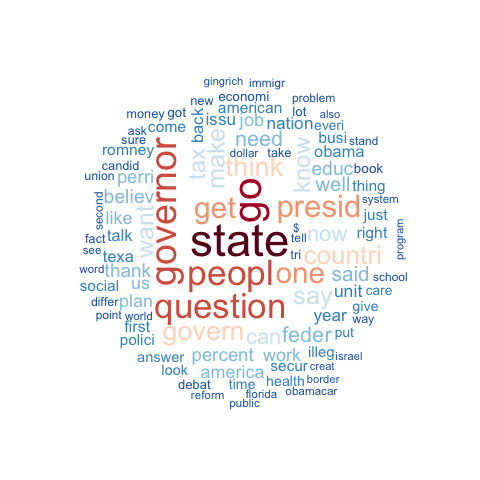 gingrich immigr
new economi problem
money got american lot also
ask come issu back job nation everi
sure romney need busi stand
candid dollar take obama
union perri tax make think know educ book
believ well thing system
second like want governor go get presid now just
fact talk state $ tell right program
see texa tri countri
word thank peopl one said school
social us say unit care
differ plan question give
point world year way
first govern can feder put
polici
answer percent work illeg israel
look america secur creat
debat time health border
reform florida obamacar
public